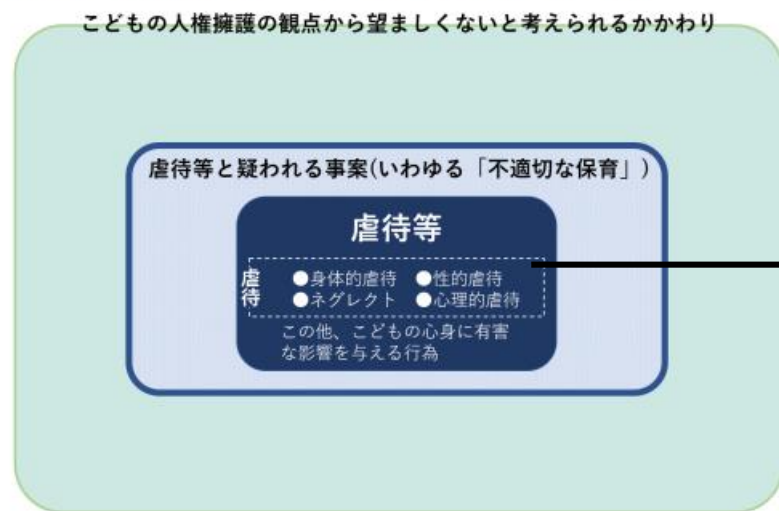 こどもの人権擁護の観点から望ましくないと考えられるかかわり
虐待等と疑われる事案(いわゆる「不適切な保育」)
虐待等
虐待
●身体的虐待 ●性的虐待
●ネグレクト ●心理的虐待
この他、こどもの心身に有害
な影響を与える行為